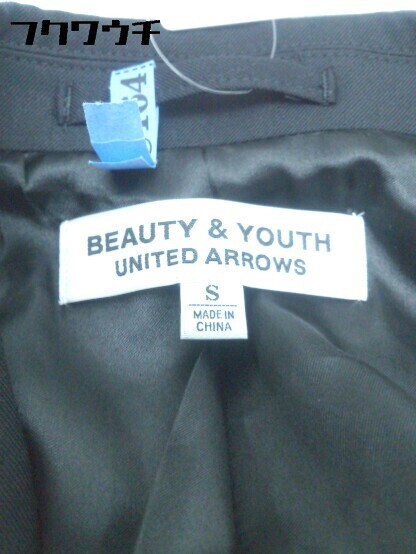 フクワウチ
BEAUTY & YOUTH
UNITED ARROWS
S
MADE IN
CHINA